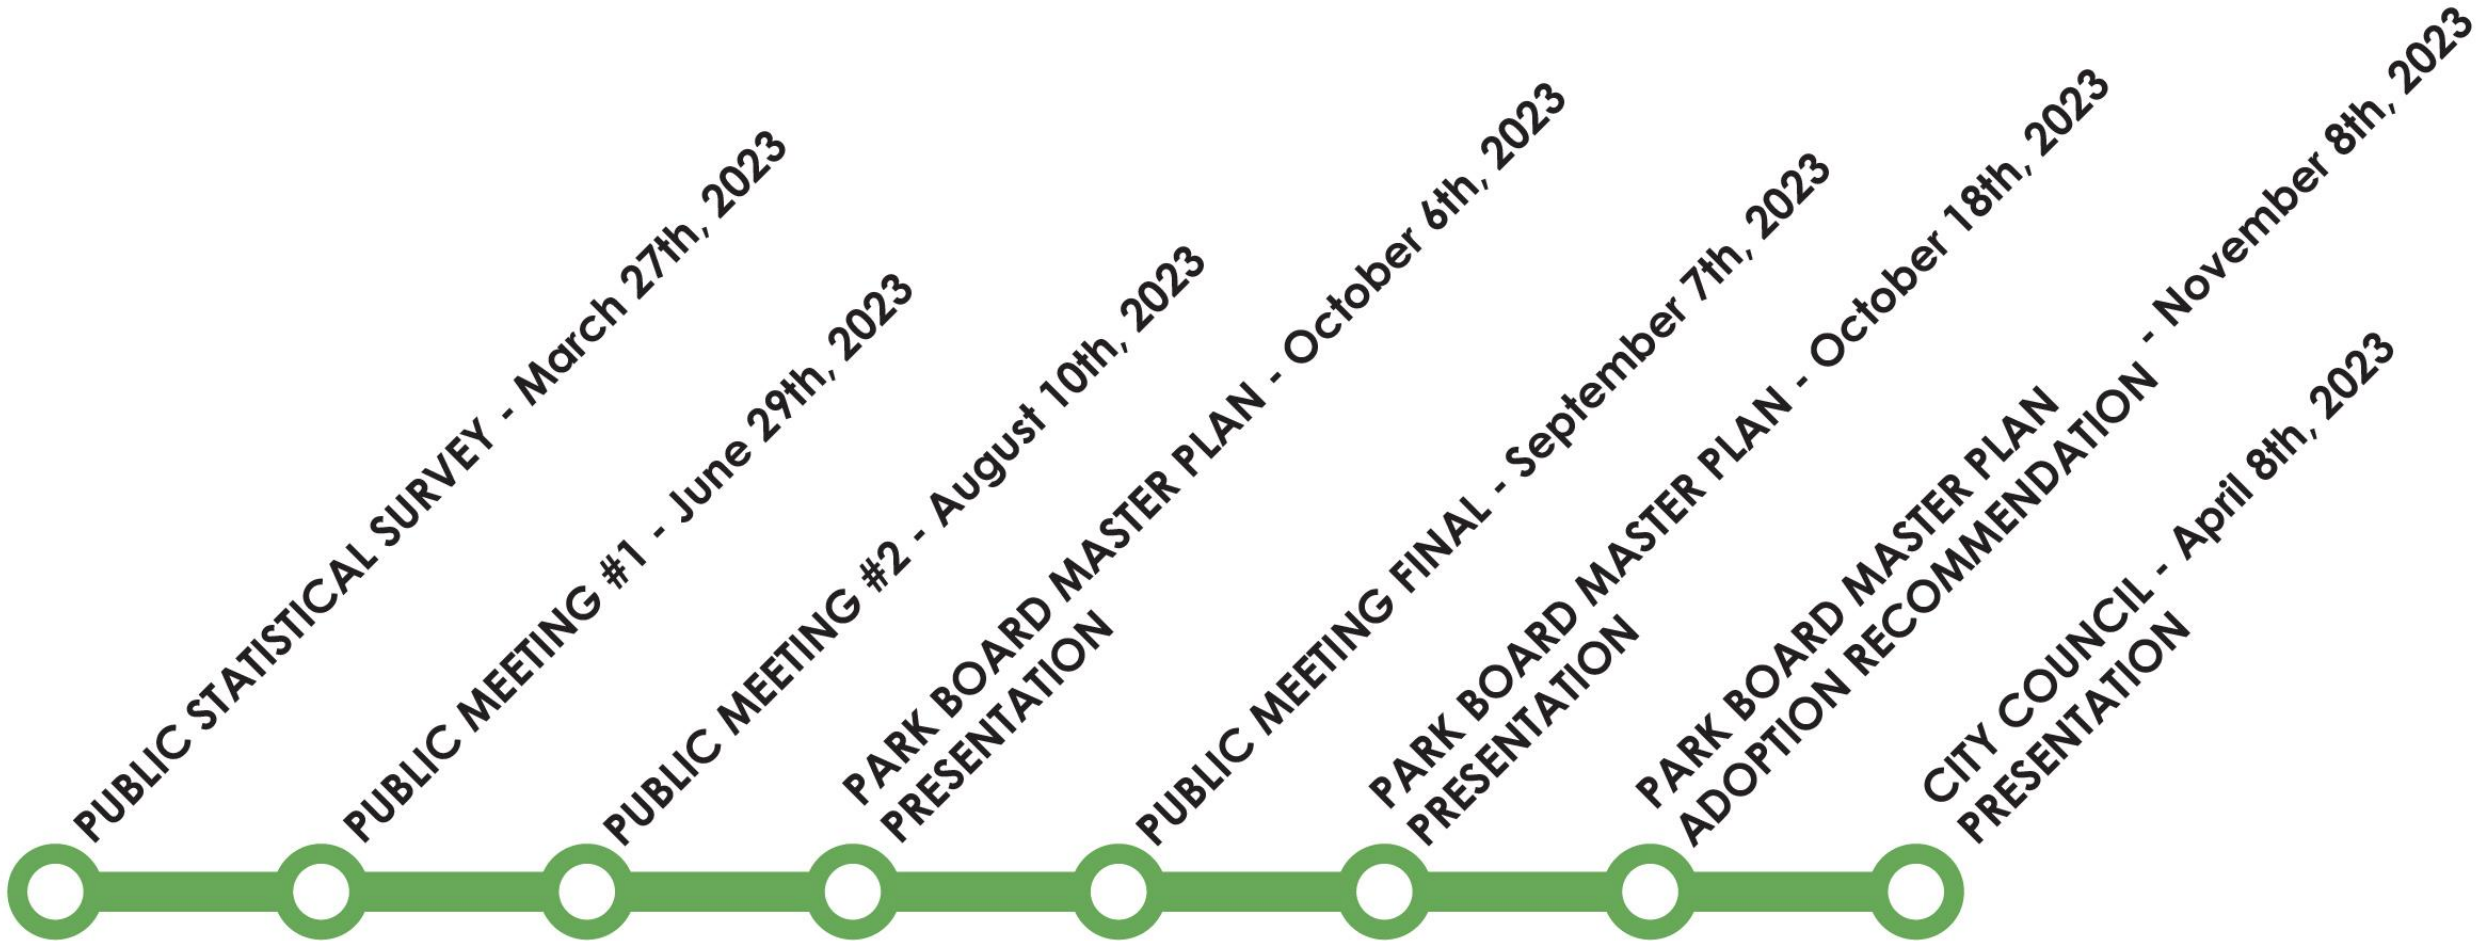 PUBLIC STATISTICAL SURVEY - March 27th, 2023
PUBLIC MEETING #1 - June 29th, 2023
PUBLIC MEETING #2 - August 10th, 2023
PARK BOARD MASTER PLAN - October 6th, 2023
PRESENTATION
PUBLIC MEETING FINAL - September 7th, 2023
PARK BOARD MASTER PLAN - October 18th, 2023
PRESENTATION
PARK BOARD MASTER PLAN
ADOPTION RECOMMENDATION - November 8th, 2023
CITY COUNCIL - April 8th, 2023
PRESENTATION